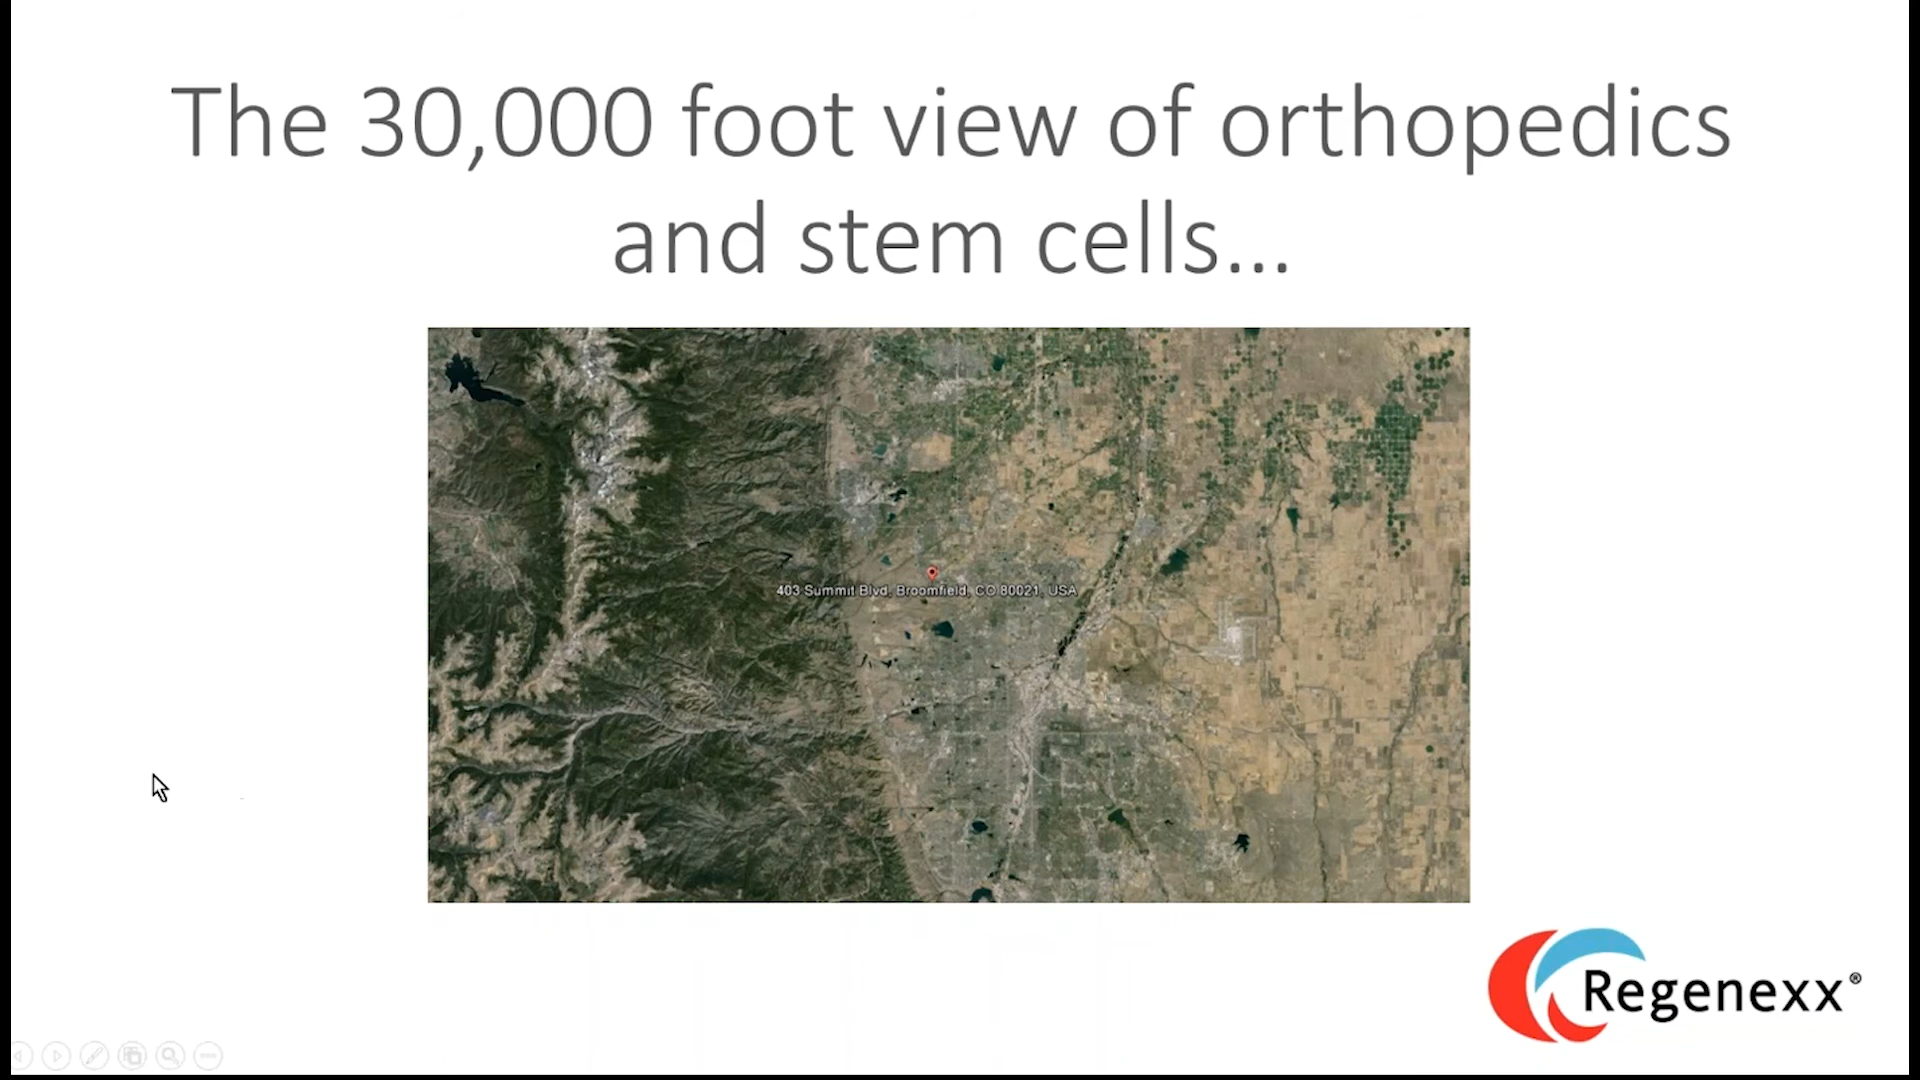 The 30,000 foot view of orthopedics
and stem cells...
403 Summit Blvd, Broomfield, CO 80021, USA
Regenexx®